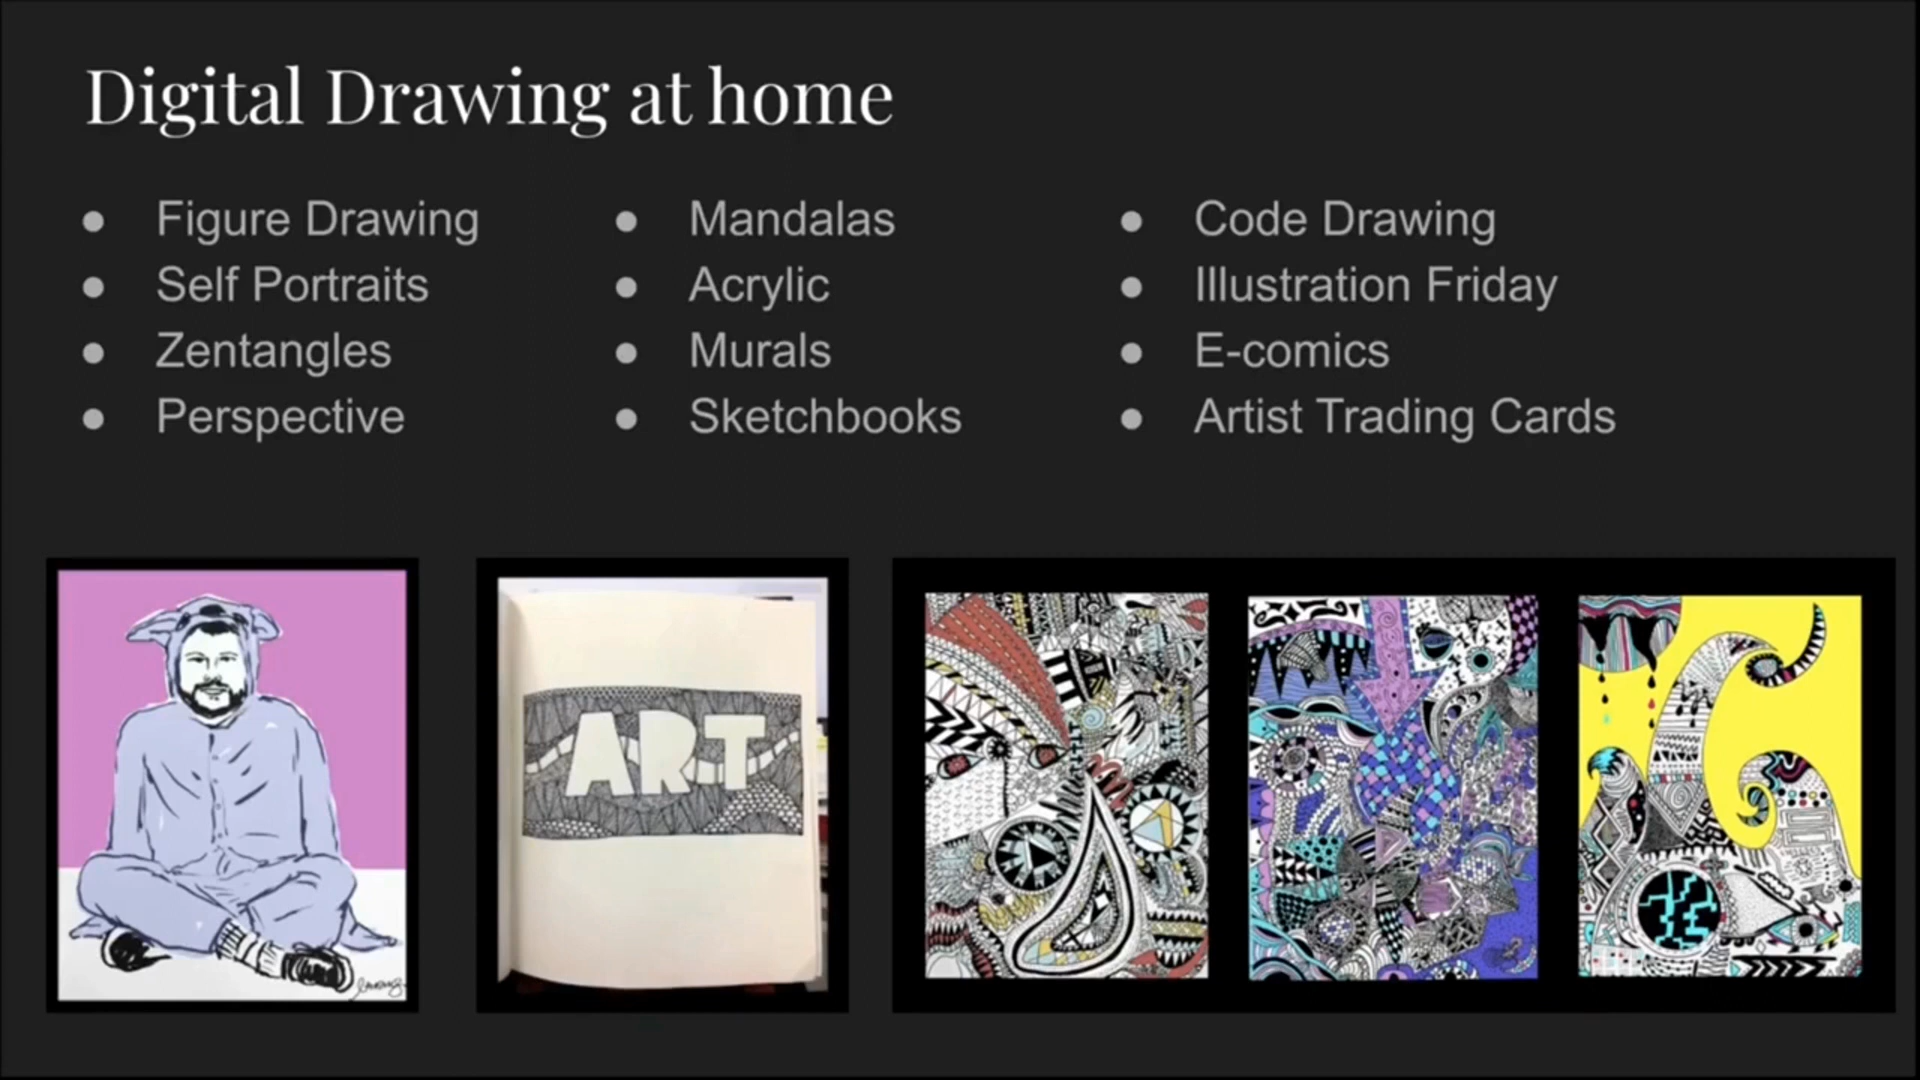 Digital Drawing at home
Figure Drawing
Self Portraits
Zentangles
Perspective
Mandalas
Acrylic
Murals
Sketchbooks
Code Drawing
Illustration Friday
E-comics
Artist Trading Cards
ART